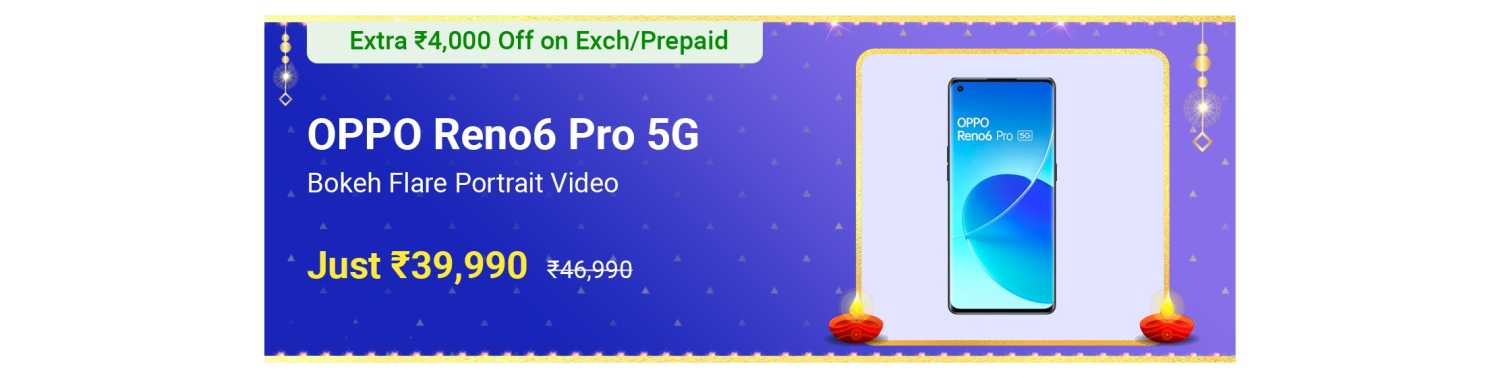 Extra ₹4,000 Off on Exch/Prepaid
OPPO Reno6 Pro 5G
Bokeh Flare Portrait Video
Just ₹39,990 ₹46,990
OPPO
Reno6 Pro 5G